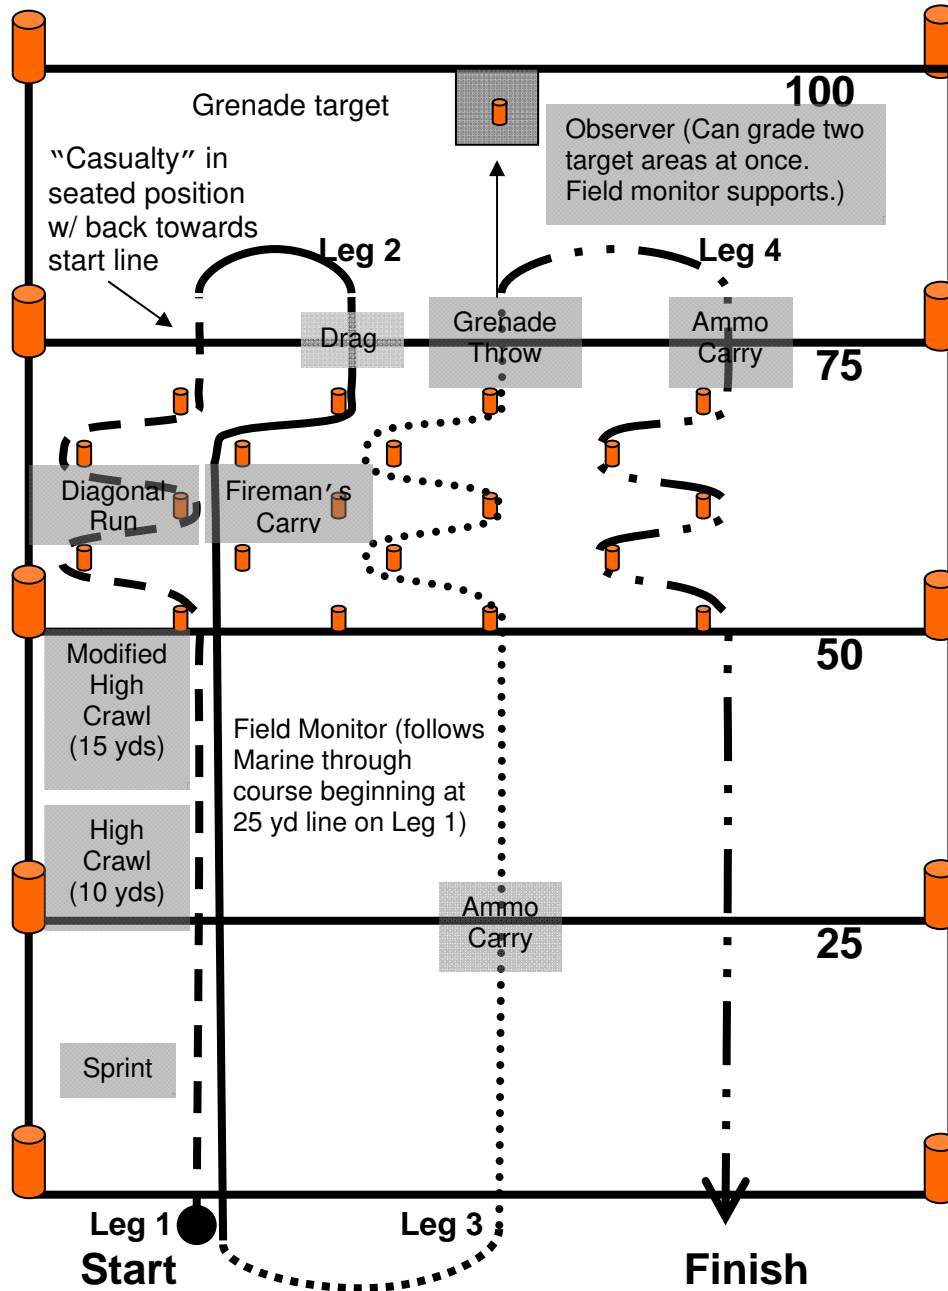 100
Grenade target
Observer (Can grade two
target areas at once.
Field monitor supports.)
"Casualty" in
seated position
w/ back towards
start line
Leg 2
Leg 4
Drag
Grenade
Throw
Ammo
Carry
75
Diagonal
Run
Fireman's
Carry
50
Modified
High
Crawl
(15 yds)
Field Monitor (follows
Marine through
course beginning at
25 yd line on Leg 1)
High
Crawl
(10 yds)
Ammo
Carry
25
Sprint
Leg 1
Leg 3
Start
Finish